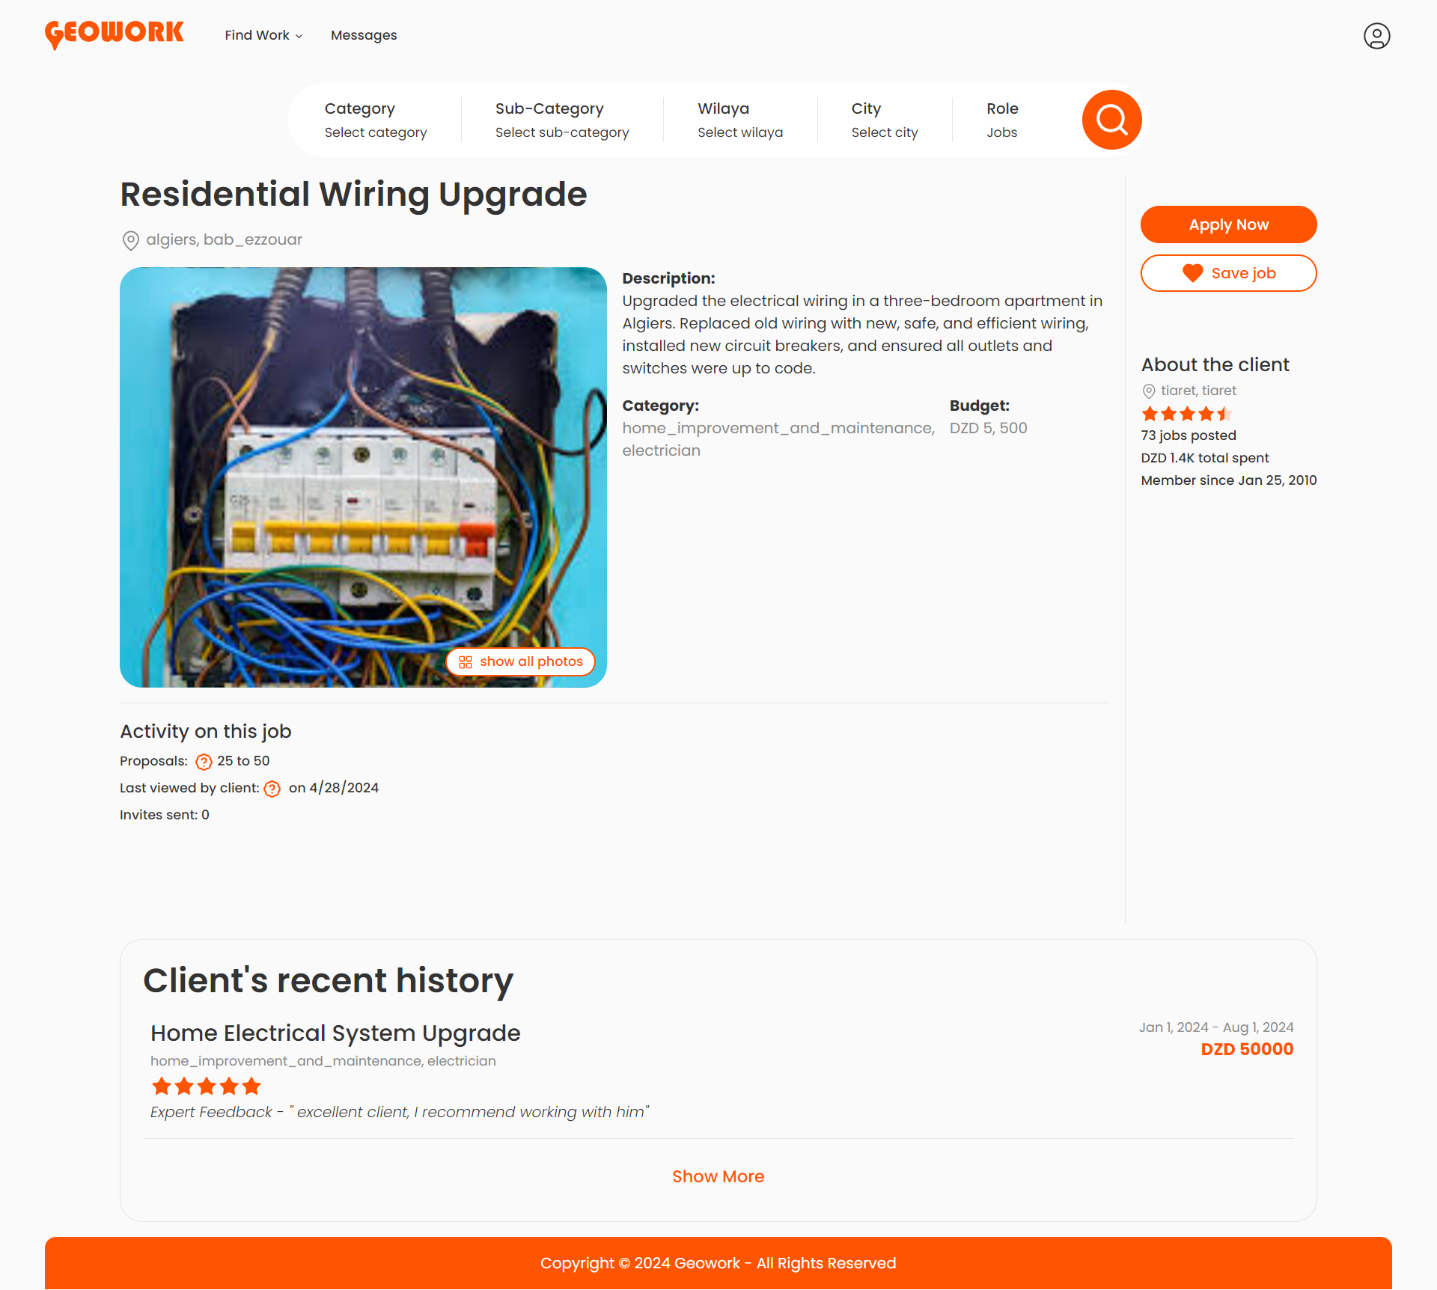 GEOWORK
Find Work
Messages
Category
Select category
Sub-Category
Select sub-category
Wilaya
Select wilaya
City
Select city
Role
Jobs
Residential Wiring Upgrade
algiers, bab_ezzouar
Description:
Upgraded the electrical wiring in a three-bedroom apartment in
Algiers. Replaced old wiring with new, safe, and efficient wiring,
installed new circuit breakers, and ensured all outlets and
switches were up to code.
Category:
home_improvement_and_maintenance,
electrician
Budget:
DZD 5, 500
show all photos
Apply Now
Save job
About the client
tiaret, tiaret
73 jobs posted
DZD 1.4K total spent
Member since Jan 25, 2010
Activity on this job
Proposals: 25 to 50
Last viewed by client: on 4/28/2024
Invites sent: 0
Client's recent history
Home Electrical System Upgrade
home_improvement_and_maintenance, electrician
Expert Feedback - " excellent client, I recommend working with him"
Jan 1, 2024 - Aug 1, 2024
DZD 50000
Show More
Copyright © 2024 Geowork - All Rights Reserved